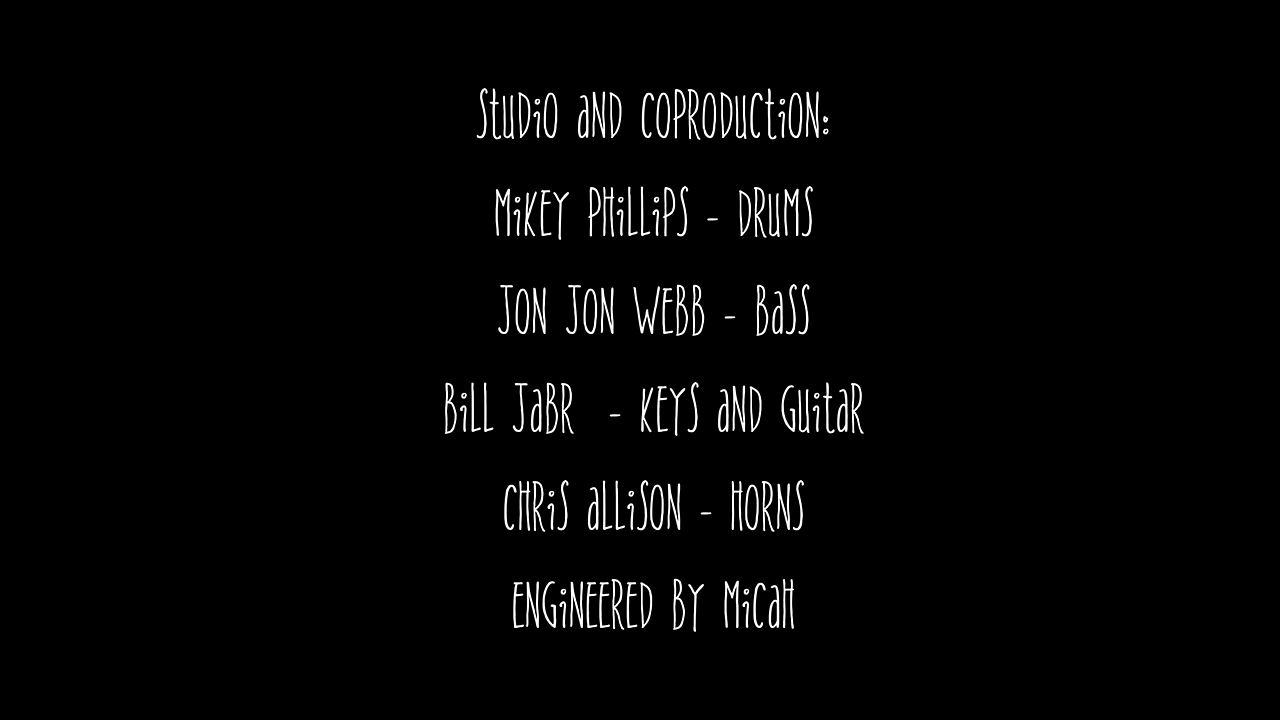 Studio and Coproduction:
Mikey Phillips - Drums
Jon Jon Webb - Bass
Bill Jabr - Keys and Guitar
Chris Allison - Horns
Engineered by Micah